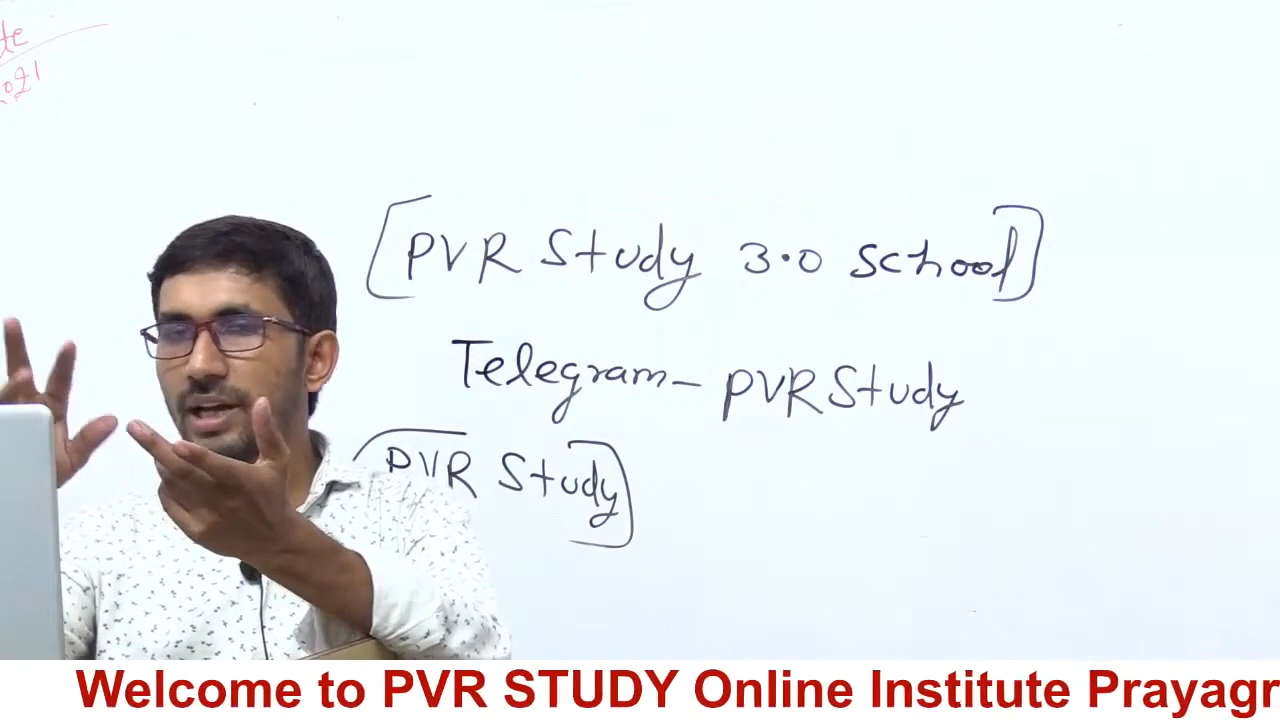 [PVR Study 3.0 School]
Telegram - PVR Study
PVR Study]
Welcome to PVR STUDY Online Institute Prayagr